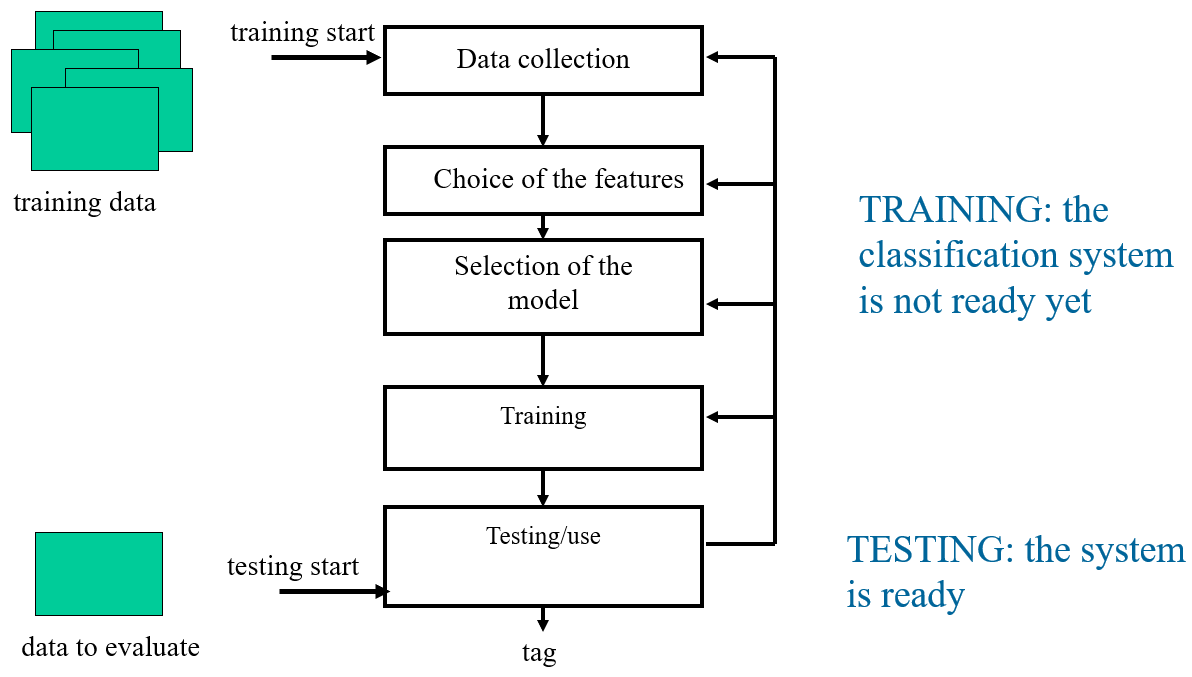 training start
Data collection
training data
Choice of the features
TRAINING: the
classification system
is not ready yet
Selection of the
model
Training
Testing/use
testing start
TESTING: the system
is ready
data to evaluate
tag